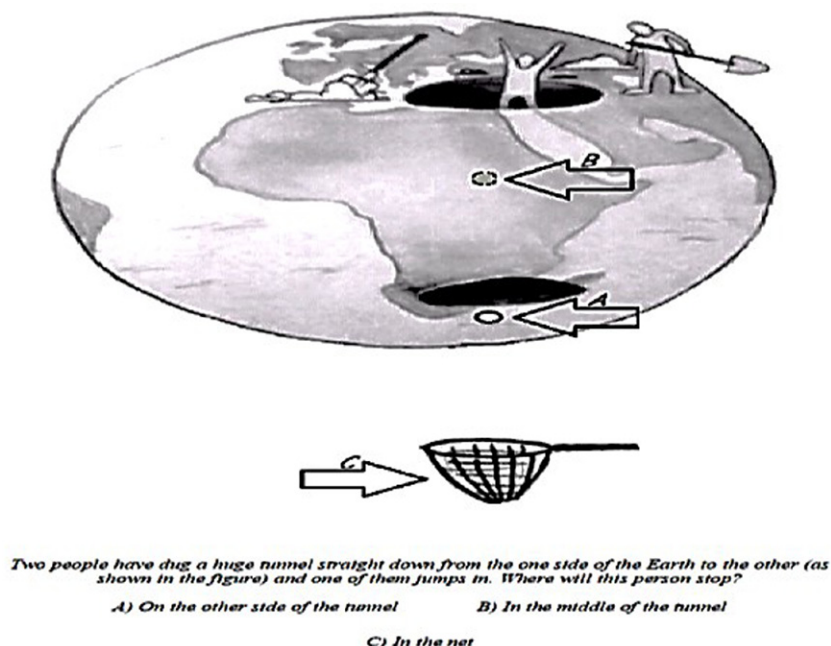 B
A
C
Two people have dug a huge tunnel straight down from the one side of the Earth to the other (as
shown in the figure) and one of them jumps in. Where will this person stop?
A) On the other side of the tunnel B) In the middle of the tunnel
C) In the net